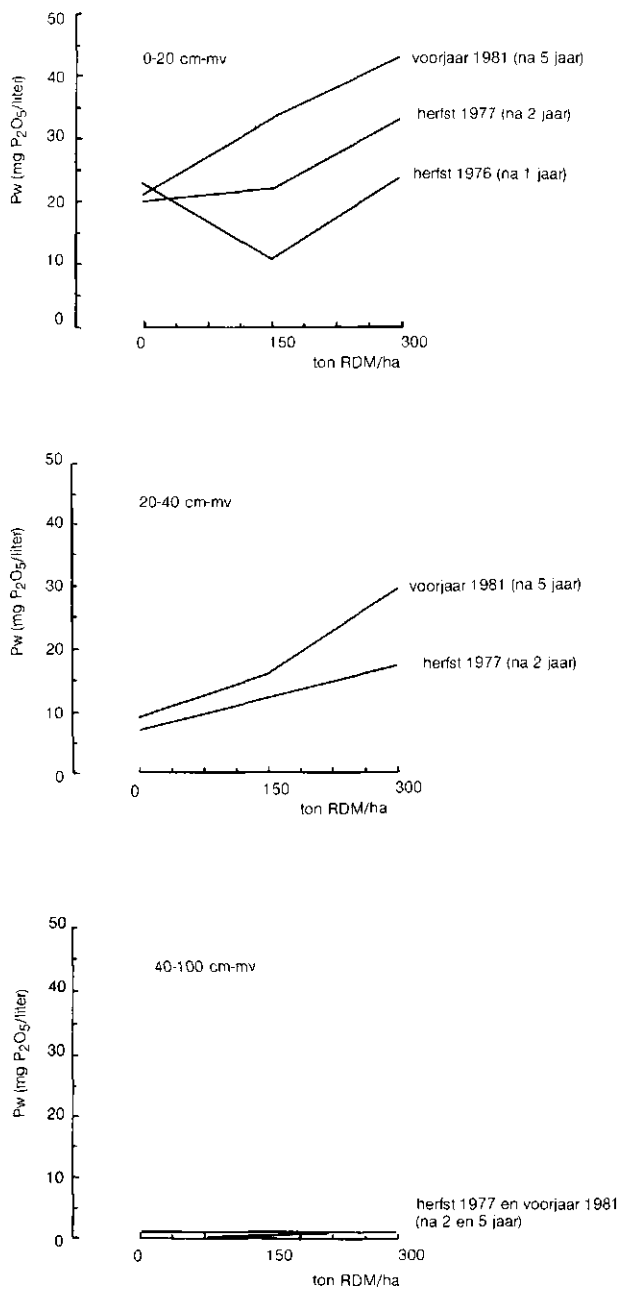 50
40
30
20
10
0
Pw (mg P₂O₅/liter)
0-20 cm-mv
voorjaar 1981 (na 5 jaar)
herfst 1977 (na 2 jaar)
herfst 1976 (na 1 jaar)
0 150 300
ton RDM/ha
50
40
30
20
10
0
Pw (mg P₂O₅/liter)
20-40 cm-mv
voorjaar 1981 (na 5 jaar)
herfst 1977 (na 2 jaar)
0 150 300
ton RDM/ha
50
40
30
20
10
0
Pw (mg P₂O₅/liter)
40-100 cm-mv
herfst 1977 en voorjaar 1981
(na 2 en 5 jaar)
0 150 300
ton RDM/ha